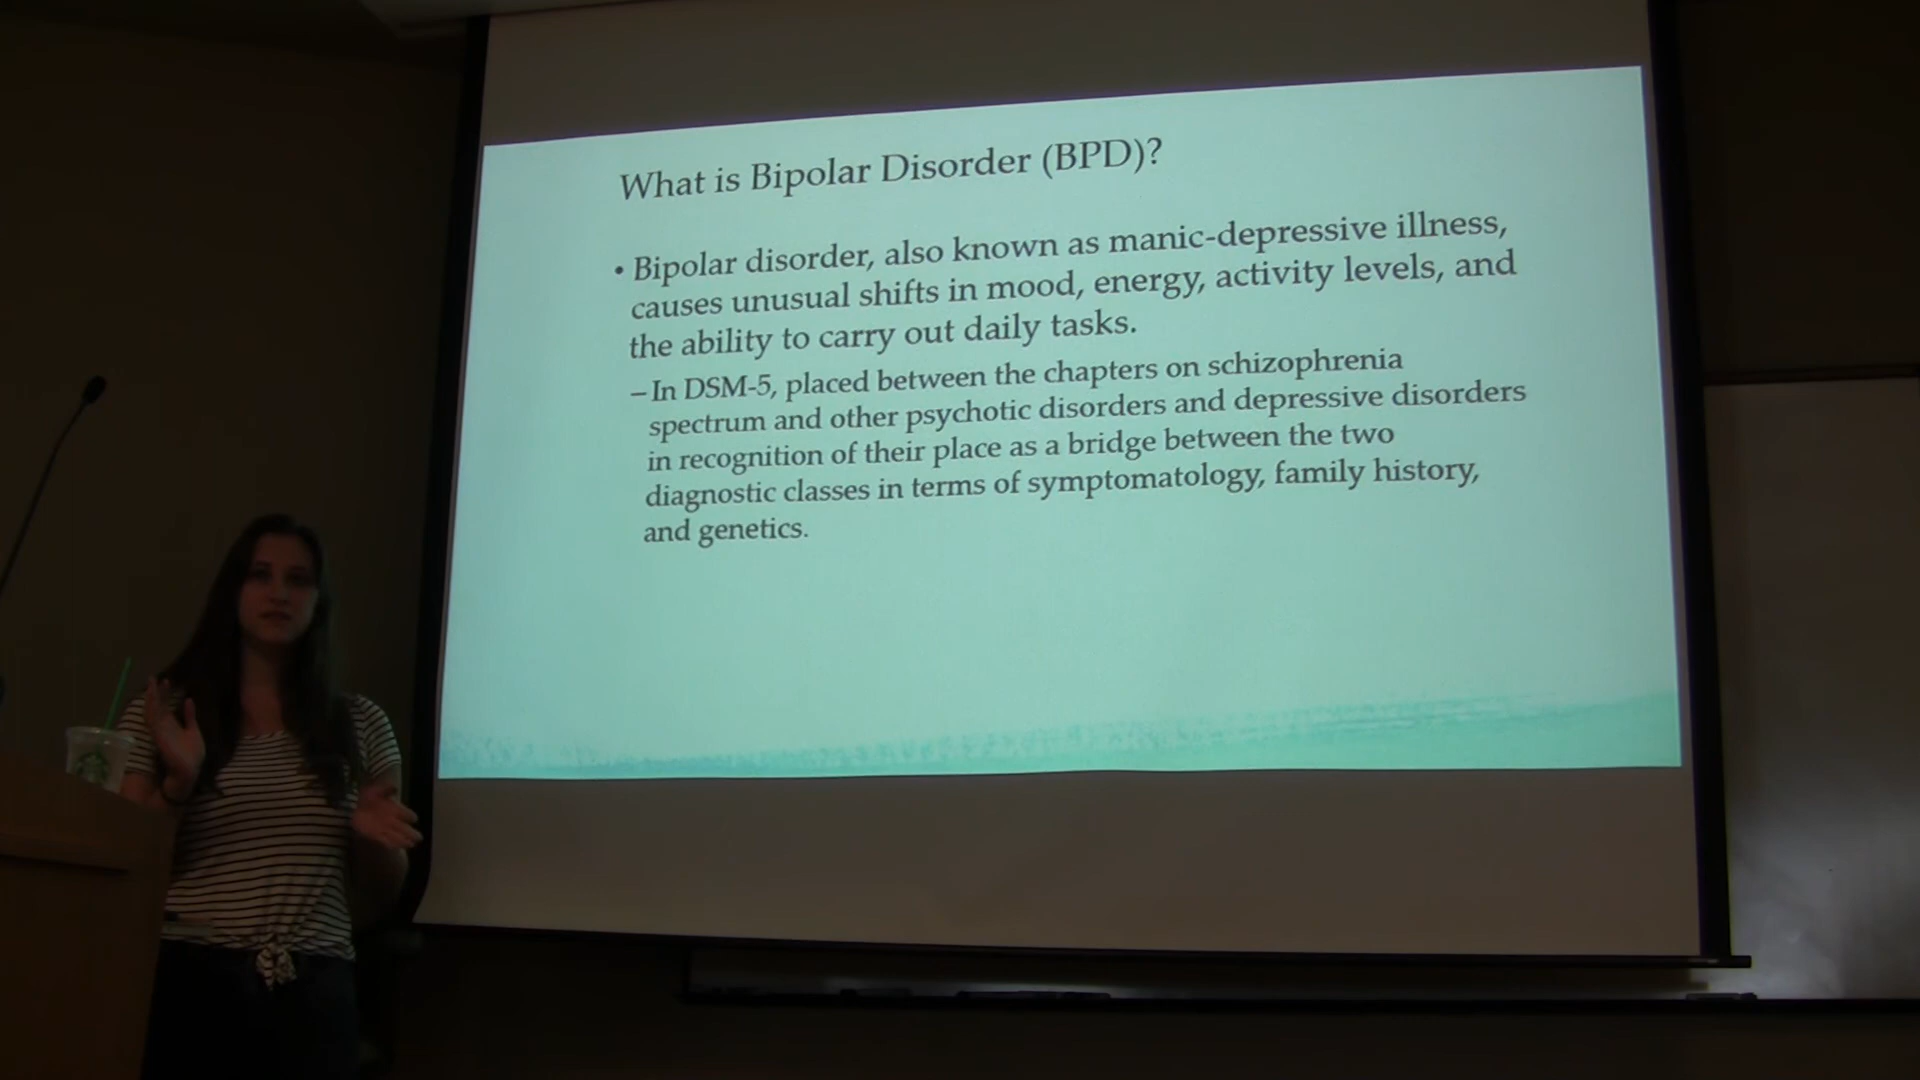 What is Bipolar Disorder (BPD)?
• Bipolar disorder, also known as manic-depressive illness,
causes unusual shifts in mood, energy, activity levels, and
the ability to carry out daily tasks.
– In DSM-5, placed between the chapters on schizophrenia
spectrum and other psychotic disorders and depressive disorders
in recognition of their place as a bridge between the two
diagnostic classes in terms of symptomatology, family history,
and genetics.